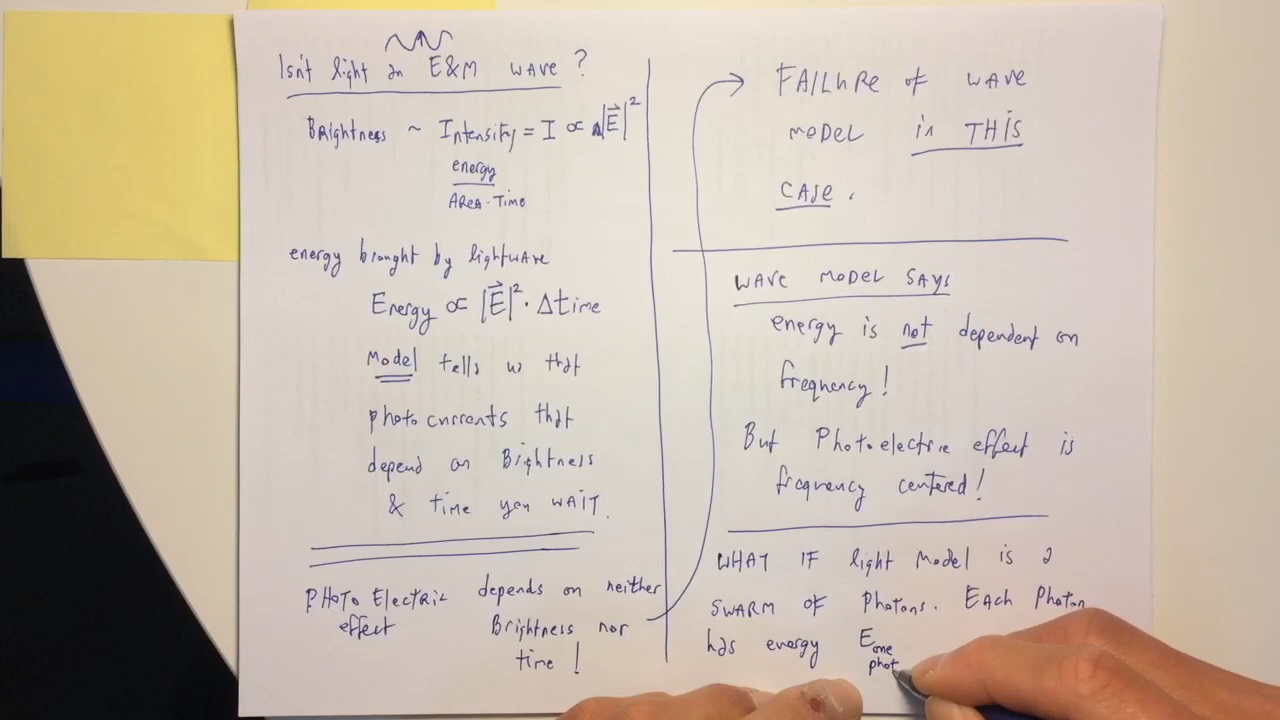 Isn't light an E&M wave?
Brightness ~ Intensity = I ∝ |E⃗|²
energy
Area·Time
energy brought by lightwave
Energy ∝ |E⃗|²·Δtime
Model tells us that
photocurrents that
depend on Brightness
& time you WAIT.
PHOTO Electric depends on neither
effect Brightness nor
time!
FAILURE of wave
model in THIS
CASE.
WAVE MODEL SAYS
energy is not dependent on
frequency!
But Photoelectric effect is
frequency centered!
WHAT IF light Model is a
SWARM OF Photons. Each Photon
has energy E one
phot